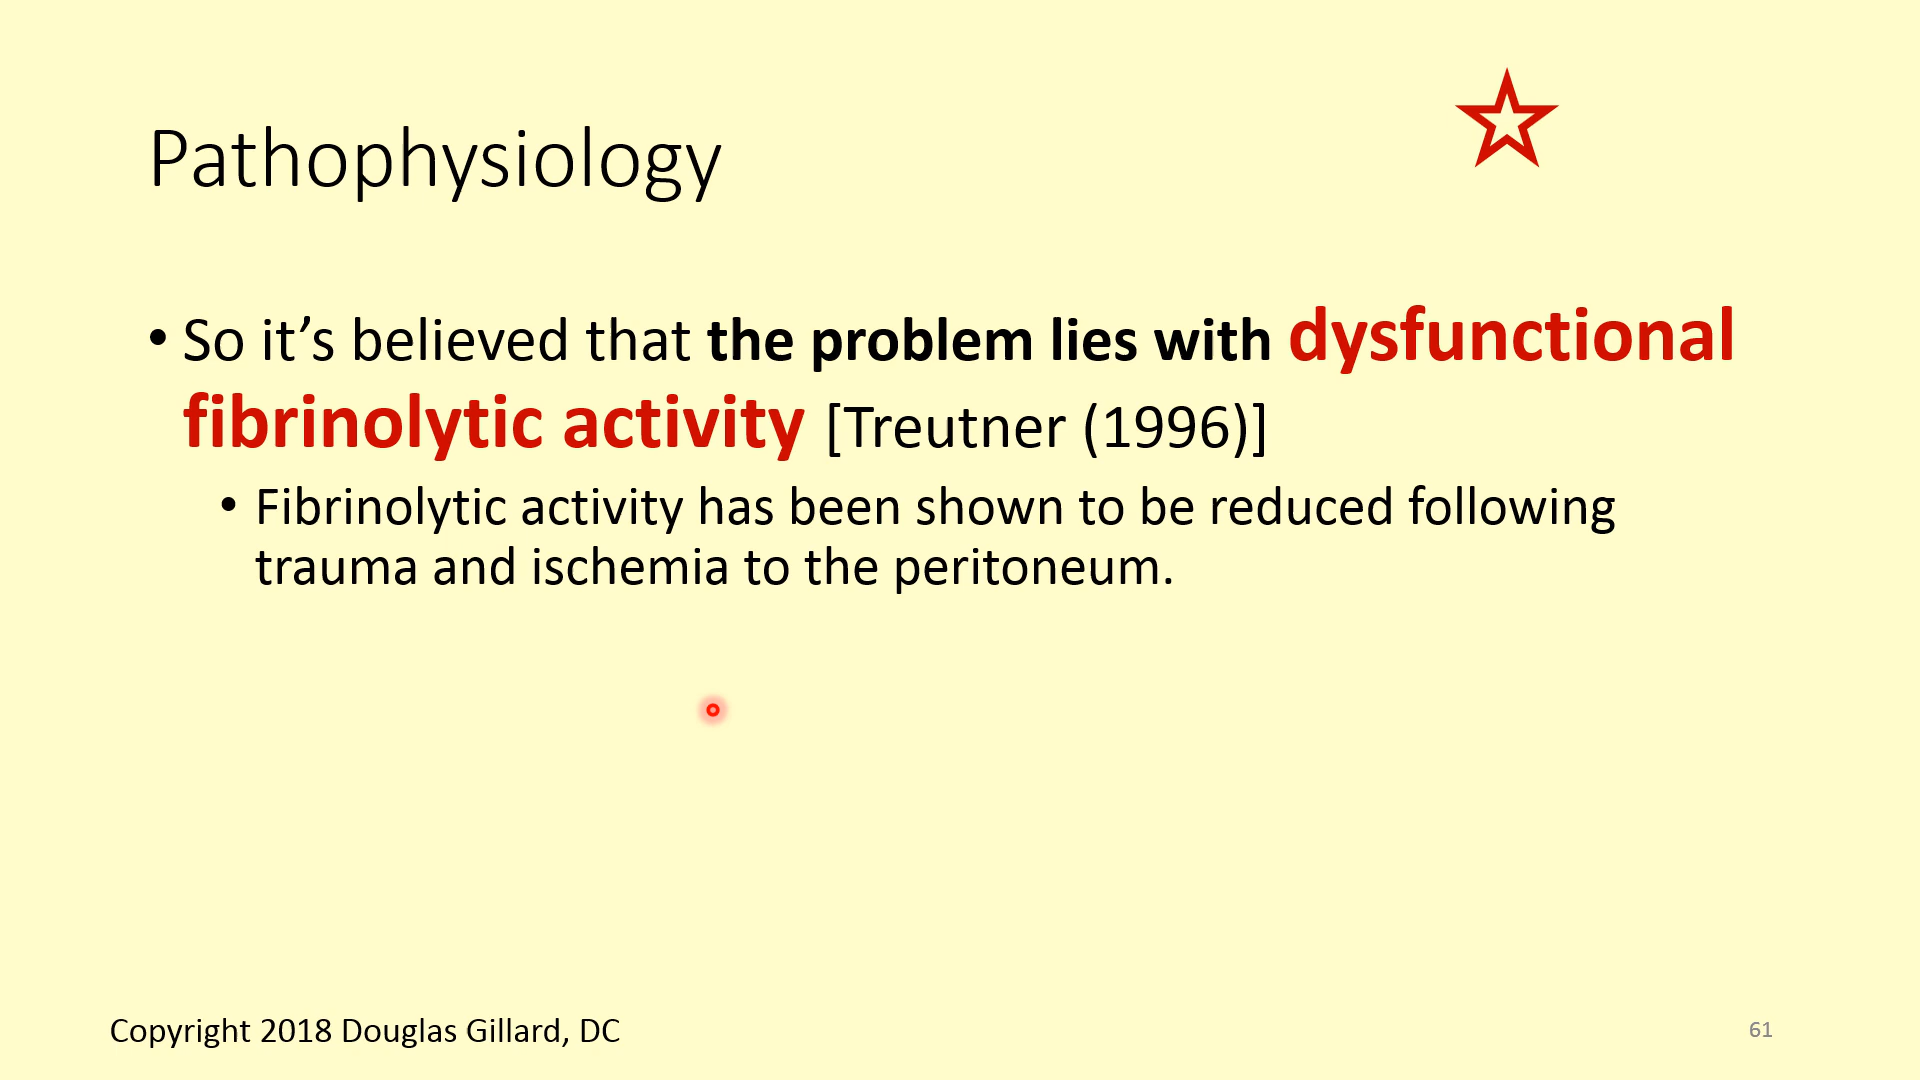 Pathophysiology
• So it’s believed that the problem lies with dysfunctional
fibrinolytic activity [Treutner (1996)]
• Fibrinolytic activity has been shown to be reduced following
trauma and ischemia to the peritoneum.
Copyright 2018 Douglas Gillard, DC
61